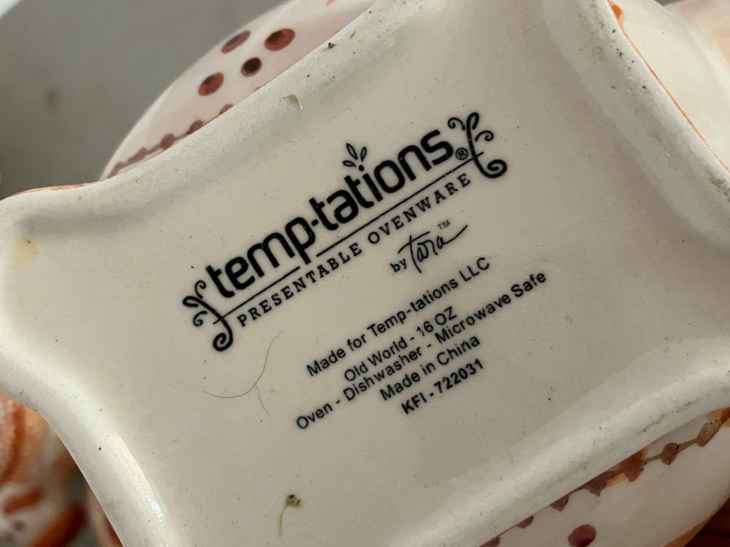 temp-tations®
PRESENTABLE OVENWARE
by tara™
Made for Temp-tations LLC
Old World - 16 OZ
Oven - Dishwasher - Microwave Safe
Made in China
KFI - 722031